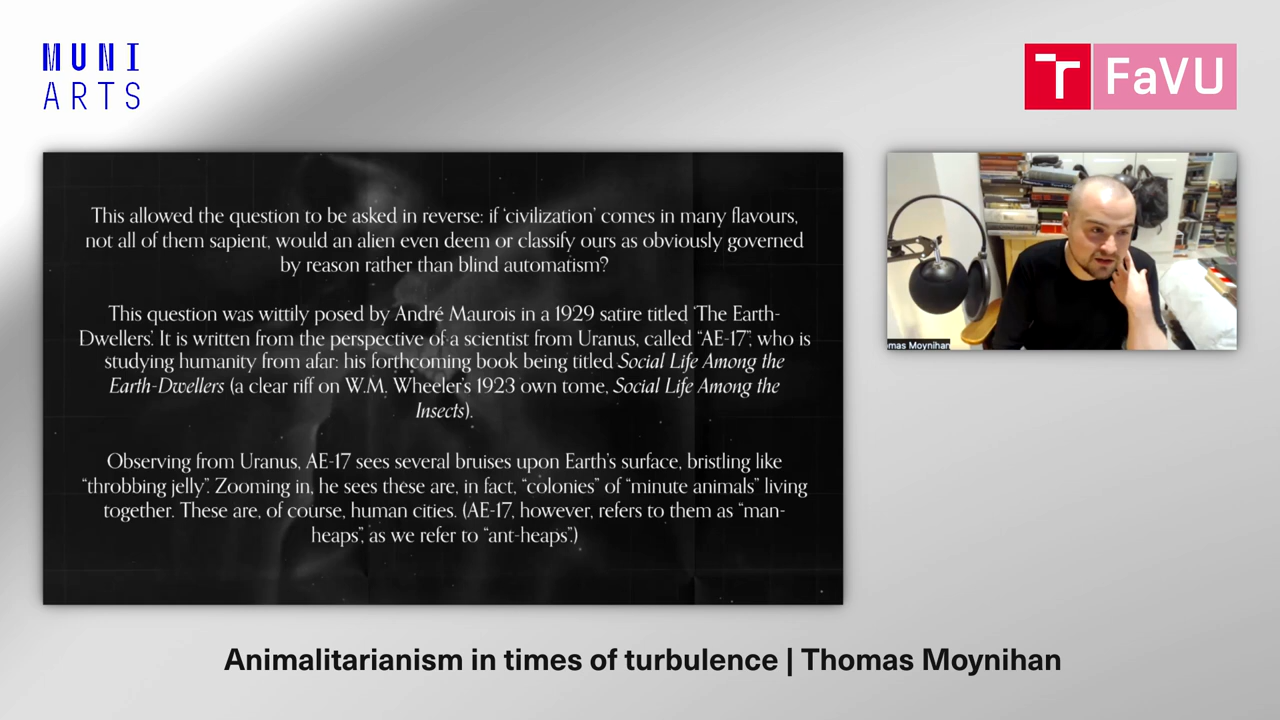 MUNI
ARTS
T FaVU
This allowed the question to be asked in reverse: if ‘civilization’ comes in many flavours,
not all of them sapient, would an alien even deem or classify ours as obviously governed
by reason rather than blind automatism?
This question was wittily posed by André Maurois in a 1929 satire titled ‘The Earth-
Dwellers’. It is written from the perspective of a scientist from Uranus, called “AE-17”, who is
studying humanity from afar: his forthcoming book being titled Social Life Among the
Earth-Dwellers (a clear riff on W.M. Wheeler’s 1923 own tome, Social Life Among the
Insects).
Observing from Uranus, AE-17 sees several bruises upon Earth’s surface, bristling like
“throbbing jelly”. Zooming in, he sees these are, in fact, “colonies” of “minute animals” living
together. These are, of course, human cities. (AE-17, however, refers to them as “man-
heaps”, as we refer to “ant-heaps”.)
mas Moynihan
Animalitarianism in times of turbulence | Thomas Moynihan